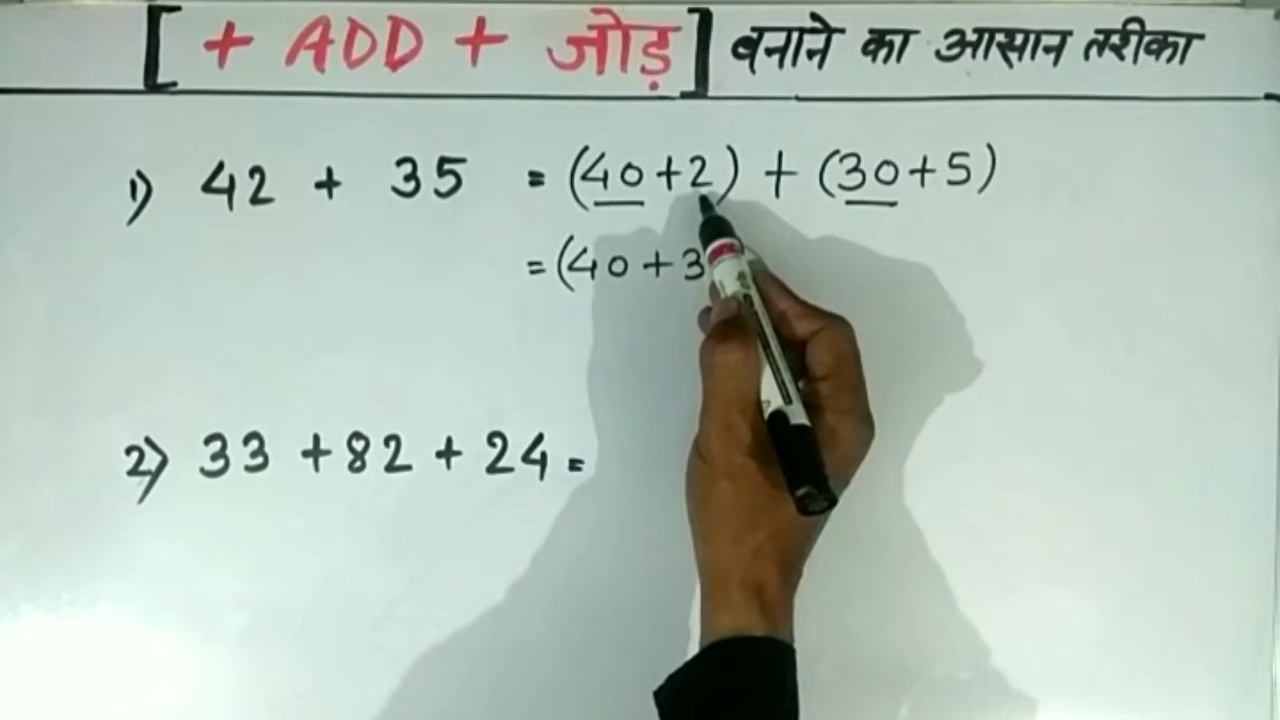 [ + ADD + जोड़ ] बनाने का आसान तरीका
1) 42 + 35 = (40+2) + (30+5)
= (40+3
2) 33 +82 + 24 =